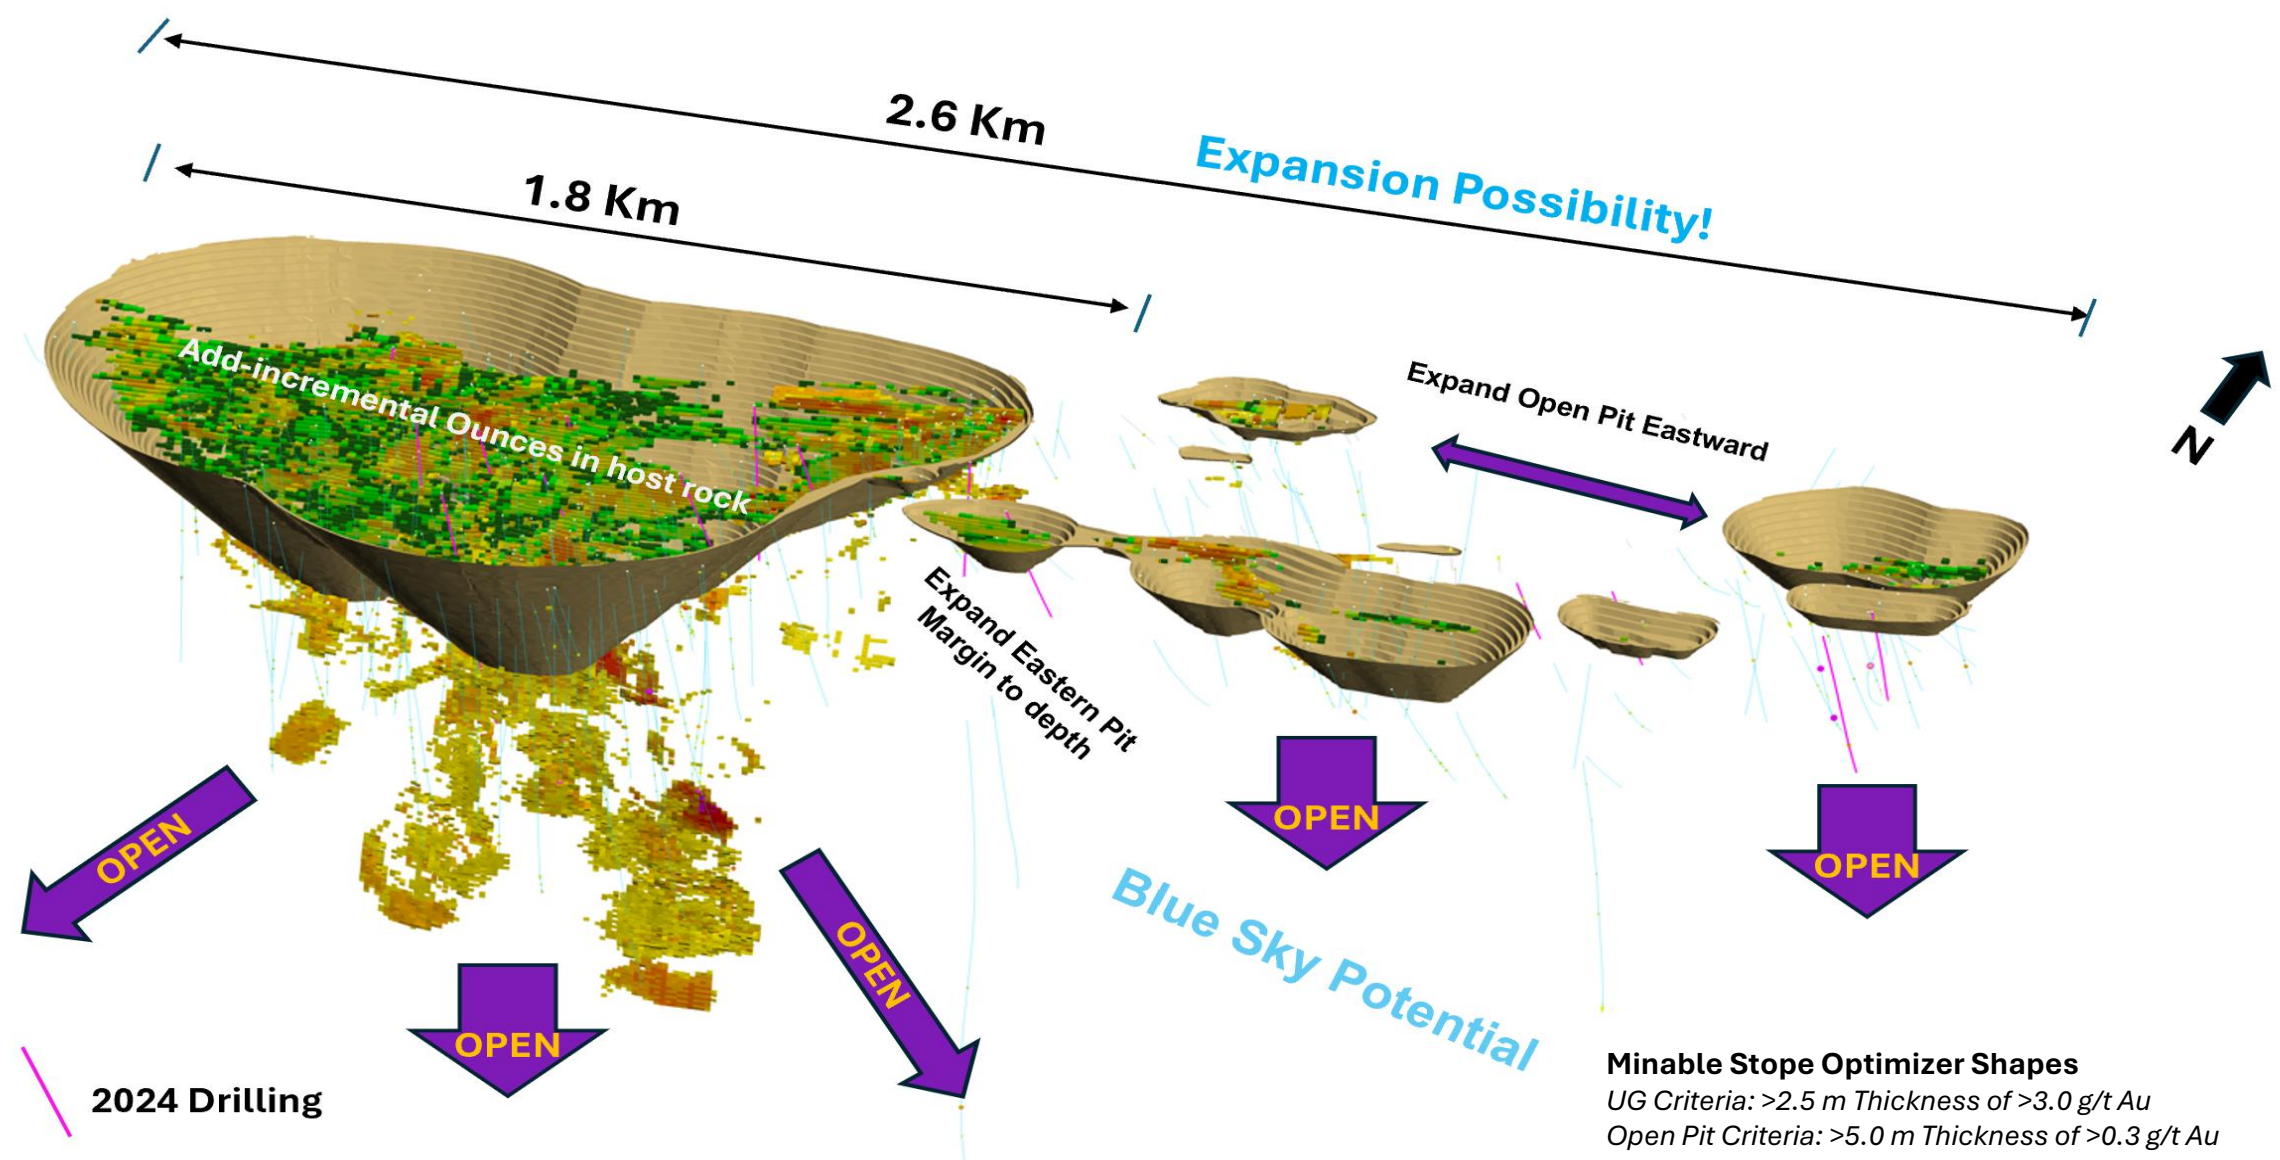 2.6 Km
Expansion Possibility!
1.8 Km
Add-incremental Ounces in host rock
Expand Open Pit Eastward
N
Expand Eastern Pit
Margin to depth
OPEN
OPEN
OPEN
OPEN
OPEN
Blue Sky Potential
2024 Drilling
Minable Stope Optimizer Shapes
UG Criteria: >2.5 m Thickness of >3.0 g/t Au
Open Pit Criteria: >5.0 m Thickness of >0.3 g/t Au